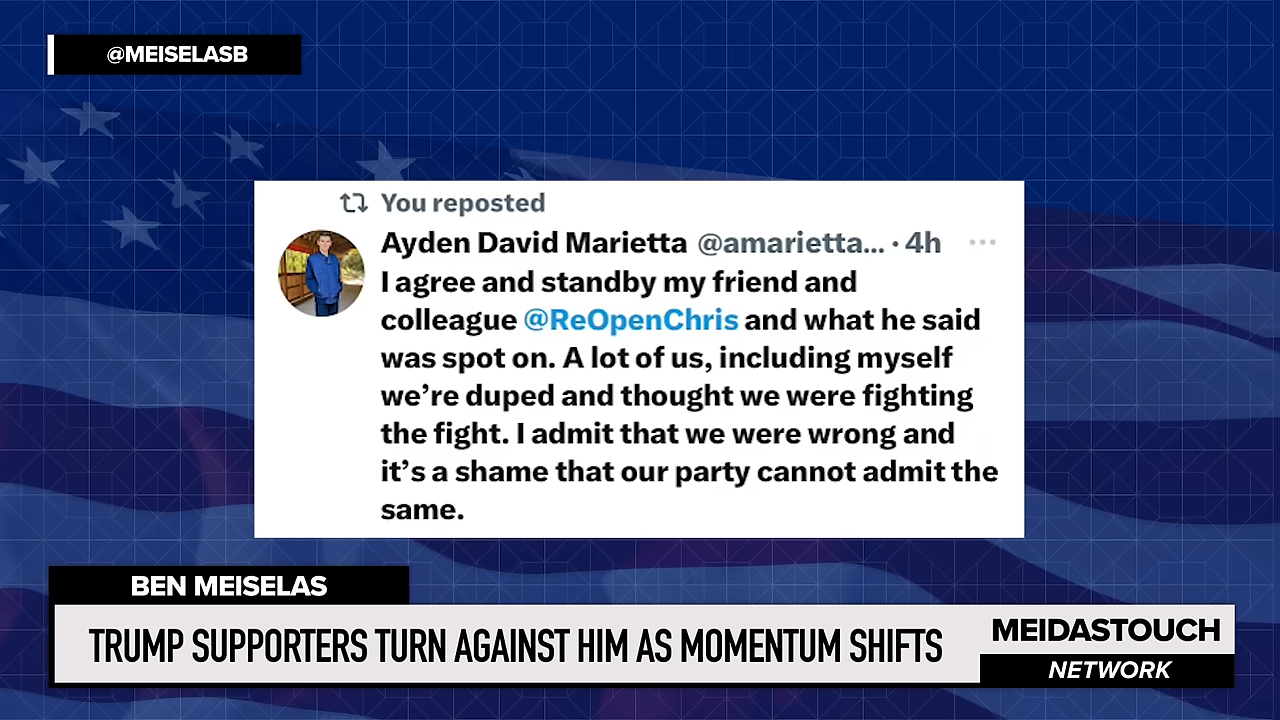 @MEISELASB
You reposted
Ayden David Marietta @amarietta... · 4h ...
I agree and standby my friend and
colleague @ReOpenChris and what he said
was spot on. A lot of us, including myself
we're duped and thought we were fighting
the fight. I admit that we were wrong and
it's a shame that our party cannot admit the
same.
BEN MEISELAS
TRUMP SUPPORTERS TURN AGAINST HIM AS MOMENTUM SHIFTS
MEIDASTOUCH
NETWORK